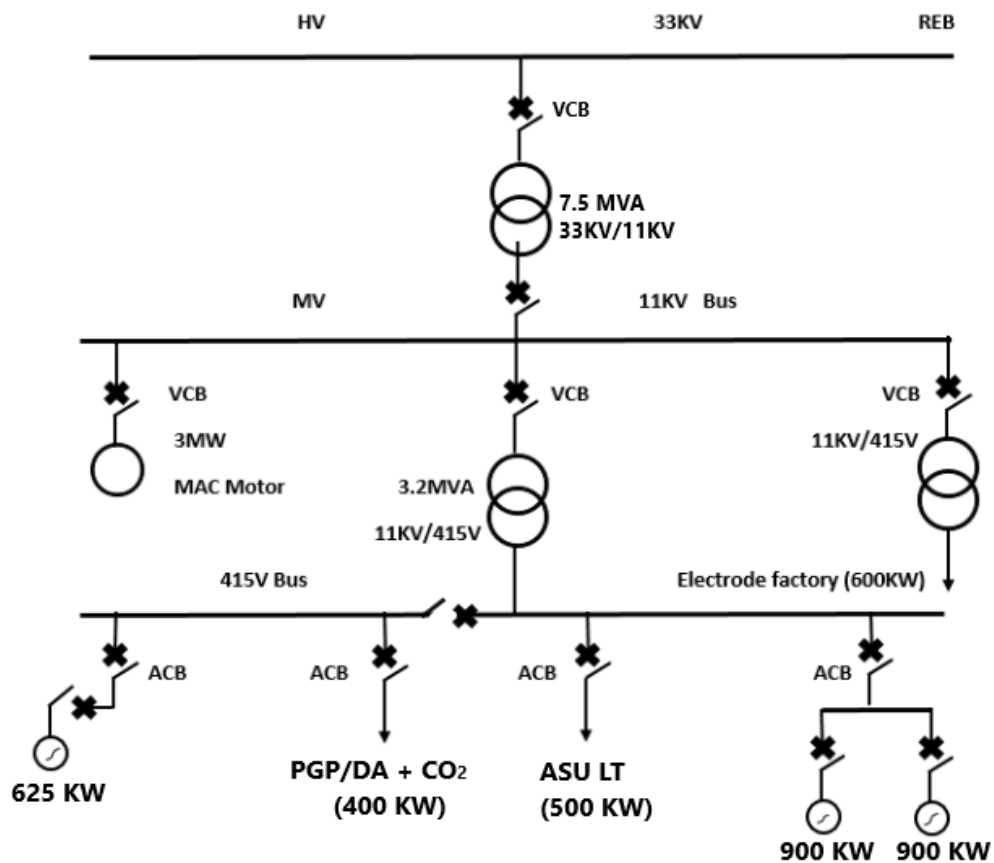 HV 33KV REB
VCB
7.5 MVA
33KV/11KV
MV 11KV Bus
VCB VCB VCB
3MW 11KV/415V
MAC Motor 3.2MVA
11KV/415V
415V Bus Electrode factory (600KW)
ACB ACB ACB ACB
PGP/DA + CO₂ ASU LT
625 KW (400 KW) (500 KW)
900 KW 900 KW